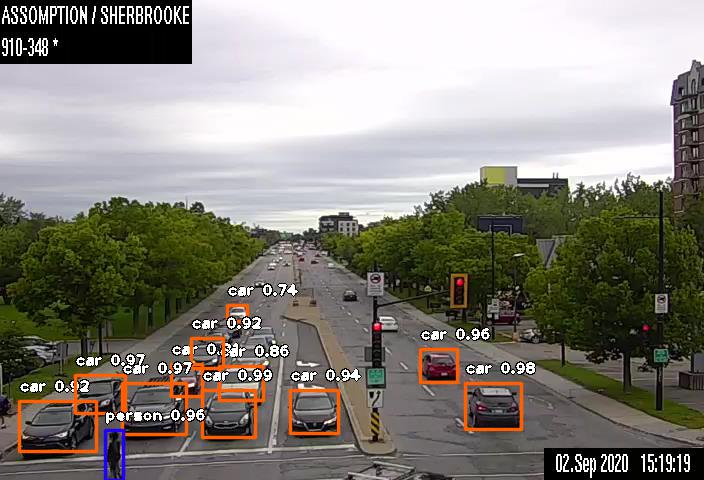 ASSOMPTION / SHERBROOKE
910-348 *
car 0.74
car 0.92
car 0.86
car 0.97
car 0.97
car 0.99
car 0.94
car 0.96
car 0.98
car 0.92
person 0.96
02.Sep 2020 15:19:19